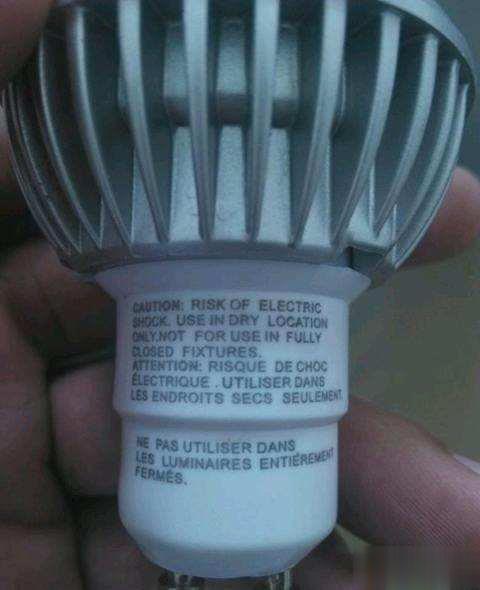 CAUTION: RISK OF ELECTRIC
SHOCK. USE IN DRY LOCATION
ONLY.NOT FOR USE IN FULLY
CLOSED FIXTURES.
ATTENTION: RISQUE DE CHOC
ÉLECTRIQUE . UTILISER DANS
LES ENDROITS SECS SEULEMENT.
NE PAS UTILISER DANS
LES LUMINAIRES ENTIÉREMENT
FERMÉS.